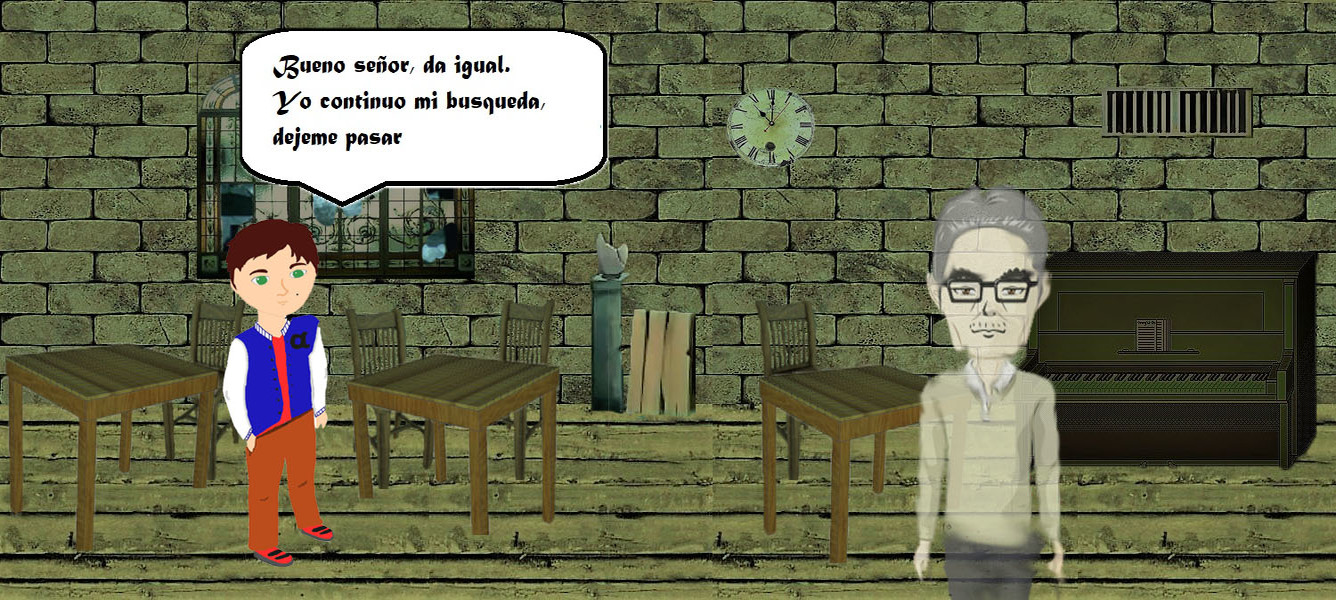 Bueno señor, da igual.
Yo continuo mi busqueda,
dejeme pasar
α